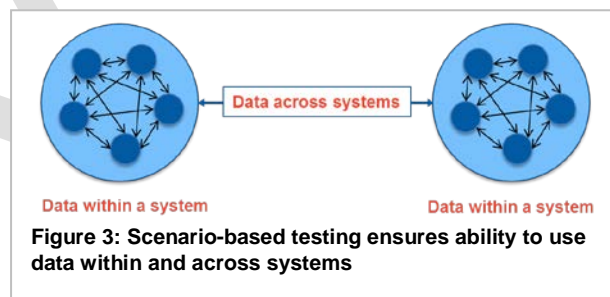 Data across systems
Data within a system
Data within a system
Figure 3: Scenario-based testing ensures ability to use
data within and across systems